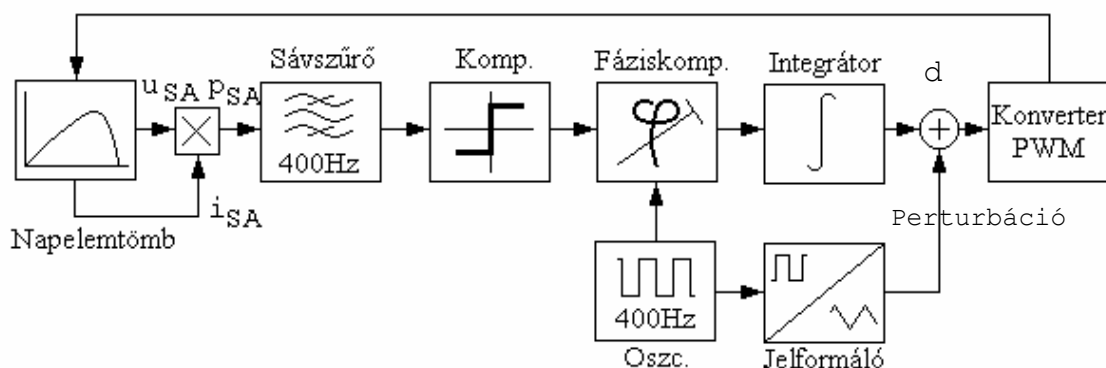 Sávszűrő
Komp.
Fáziskomp.
Integrátor
d
u SA
p SA
Konverter
PWM
400Hz
i SA
Napelemtömb
Perturbáció
400Hz
Oszc.
Jelformáló